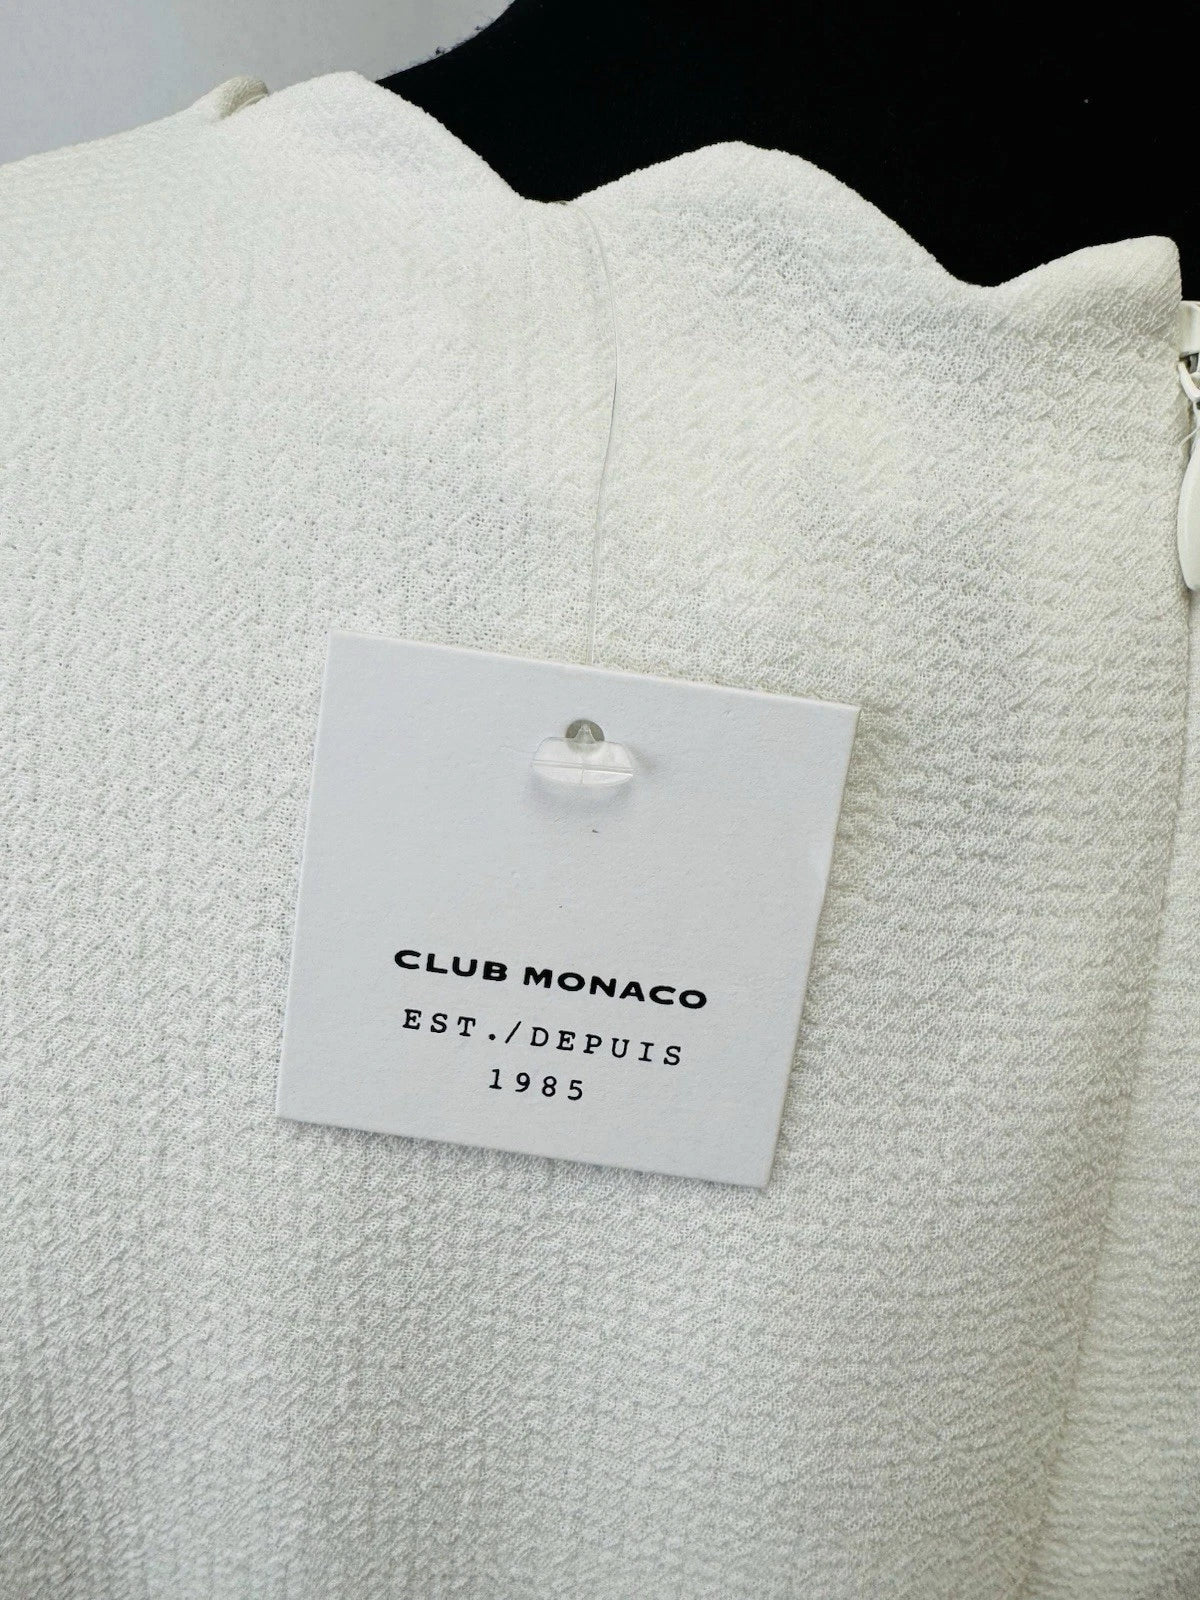 CLUB MONACO
EST./DEPUIS
1985